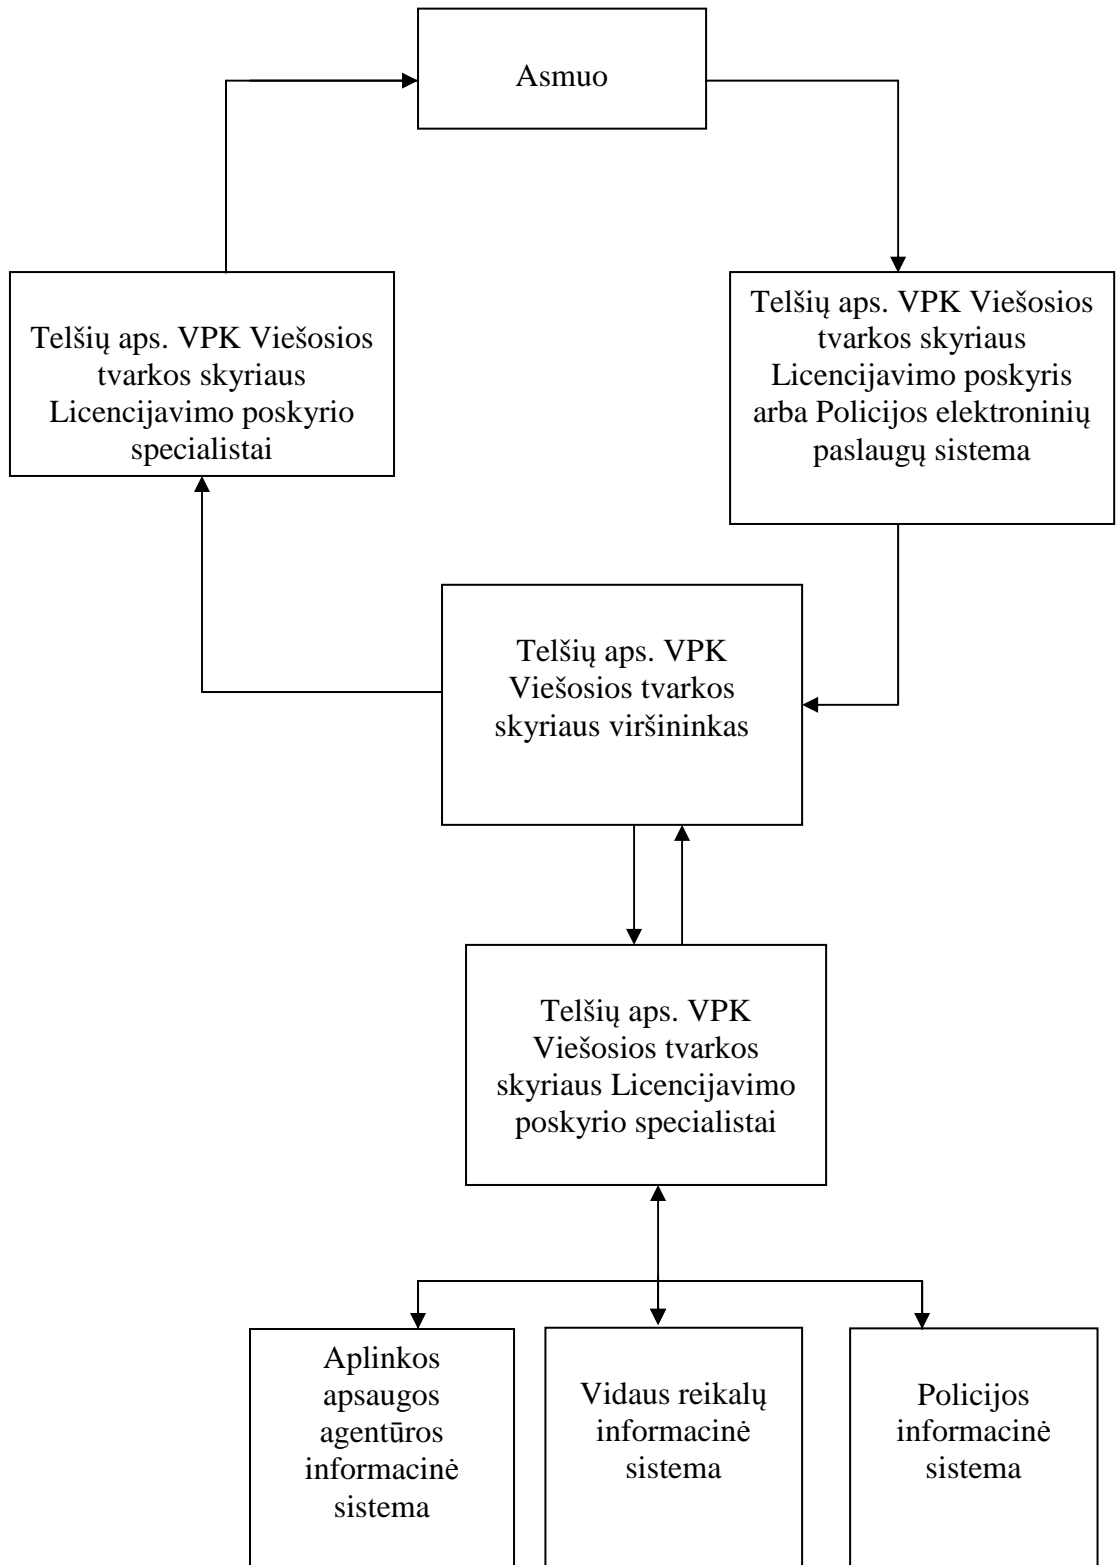 Asmuo
Telšių aps. VPK Viešosios
tvarkos skyriaus
Licencijavimo poskyrio
specialistai
Telšių aps. VPK Viešosios
tvarkos skyriaus
Licencijavimo poskyris
arba Policijos elektroninių
paslaugų sistema
Telšių aps. VPK
Viešosios tvarkos
skyriaus viršininkas
Telšių aps. VPK
Viešosios tvarkos
skyriaus Licencijavimo
poskyrio specialistai
Aplinkos
apsaugos
agentūros
informacinė
sistema
Vidaus reikalų
informacinė
sistema
Policijos
informacinė
sistema